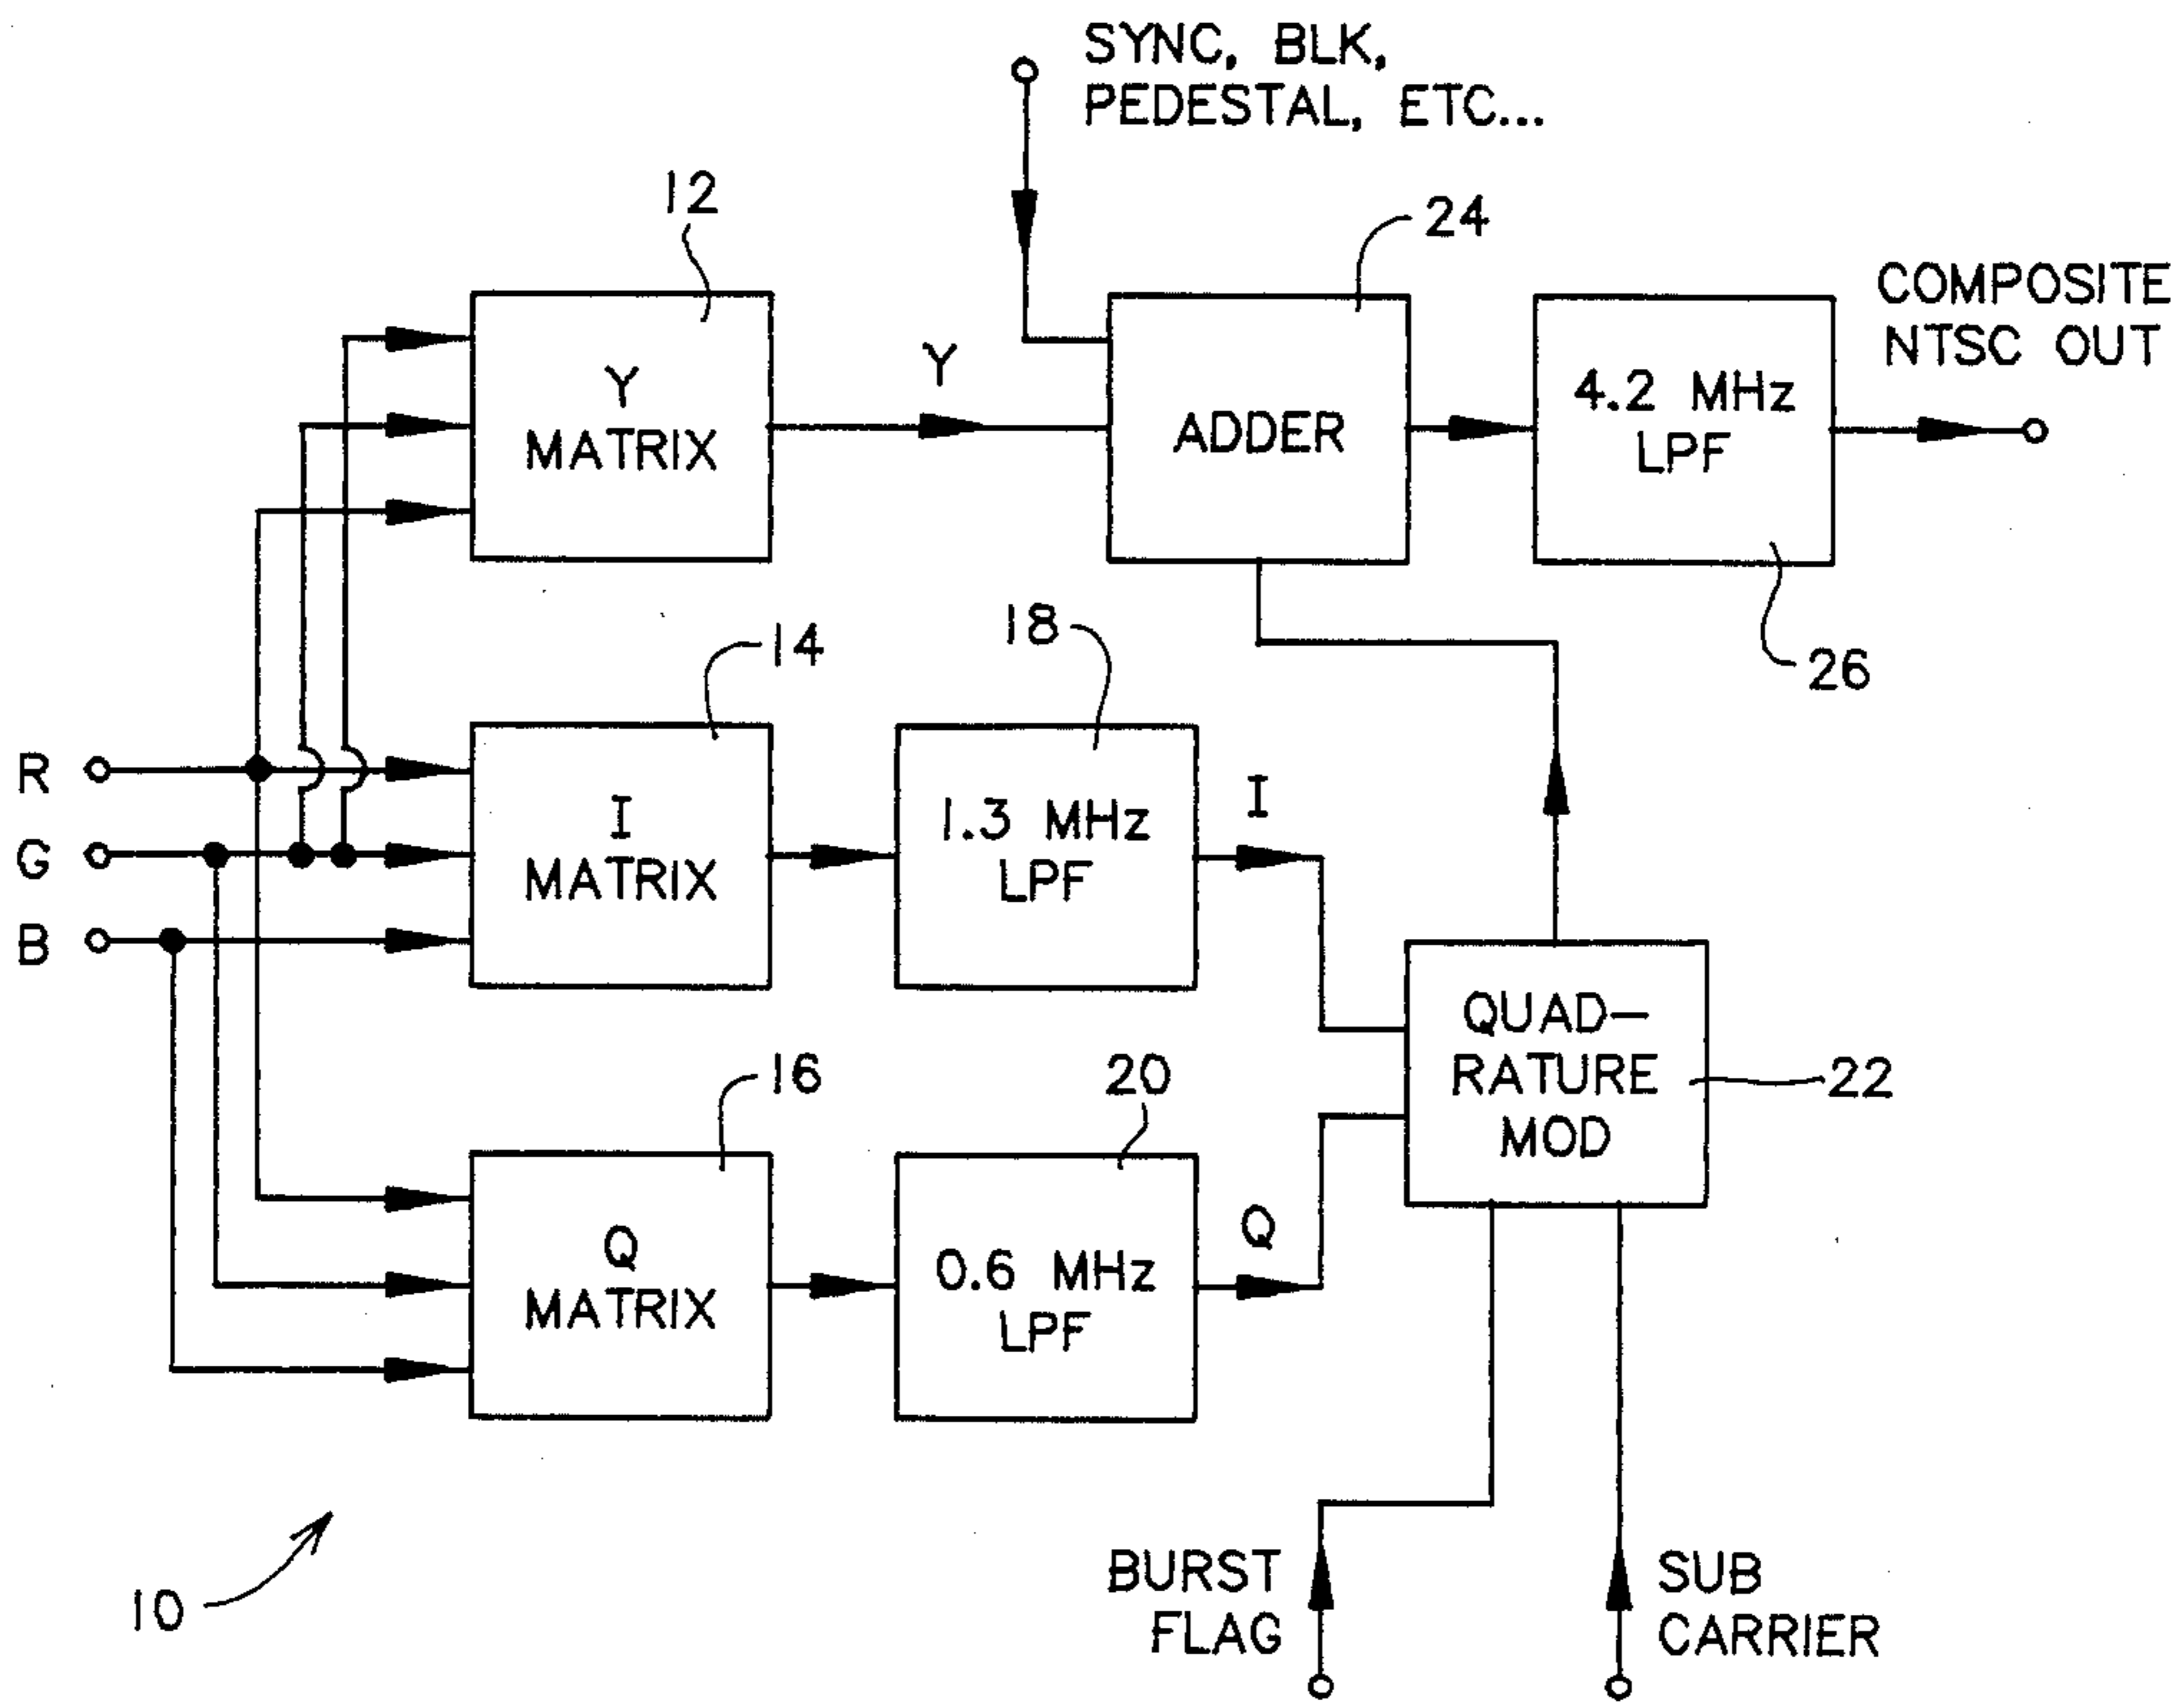 SYNC, BLK,
PEDESTAL, ETC...
12
24
COMPOSITE
NTSC OUT
Y
MATRIX
Y
ADDER
4.2 MHz
LPF
26
14
18
R
G
B
I
MATRIX
1.3 MHz
LPF
I
QUAD-
RATURE
MOD
22
16
20
Q
MATRIX
0.6 MHz
LPF
Q
10
BURST
FLAG
SUB
CARRIER